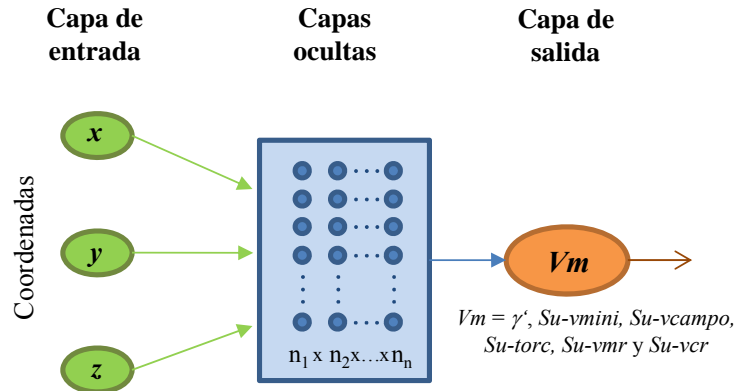 Capa de
entrada
Capas
ocultas
Capa de
salida
Coordenadas
x
y
z
n1 x n2x…x nn
Vm
Vm = γ‘, Su-vmini, Su-vcampo,
Su-torc, Su-vmr y Su-vcr